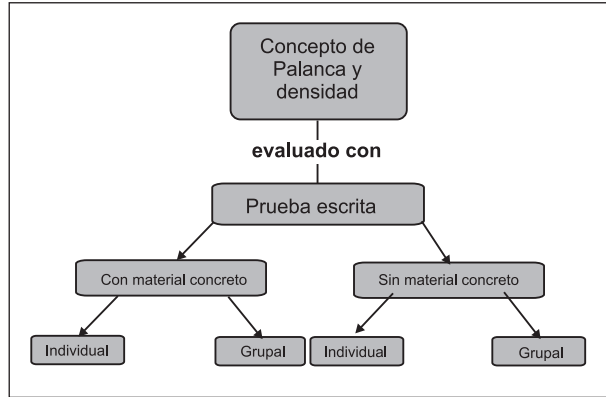 Concepto de
Palanca y
densidad
evaluado con
Prueba escrita
Con material concreto
Sin material concreto
Individual
Grupal
Individual
Grupal